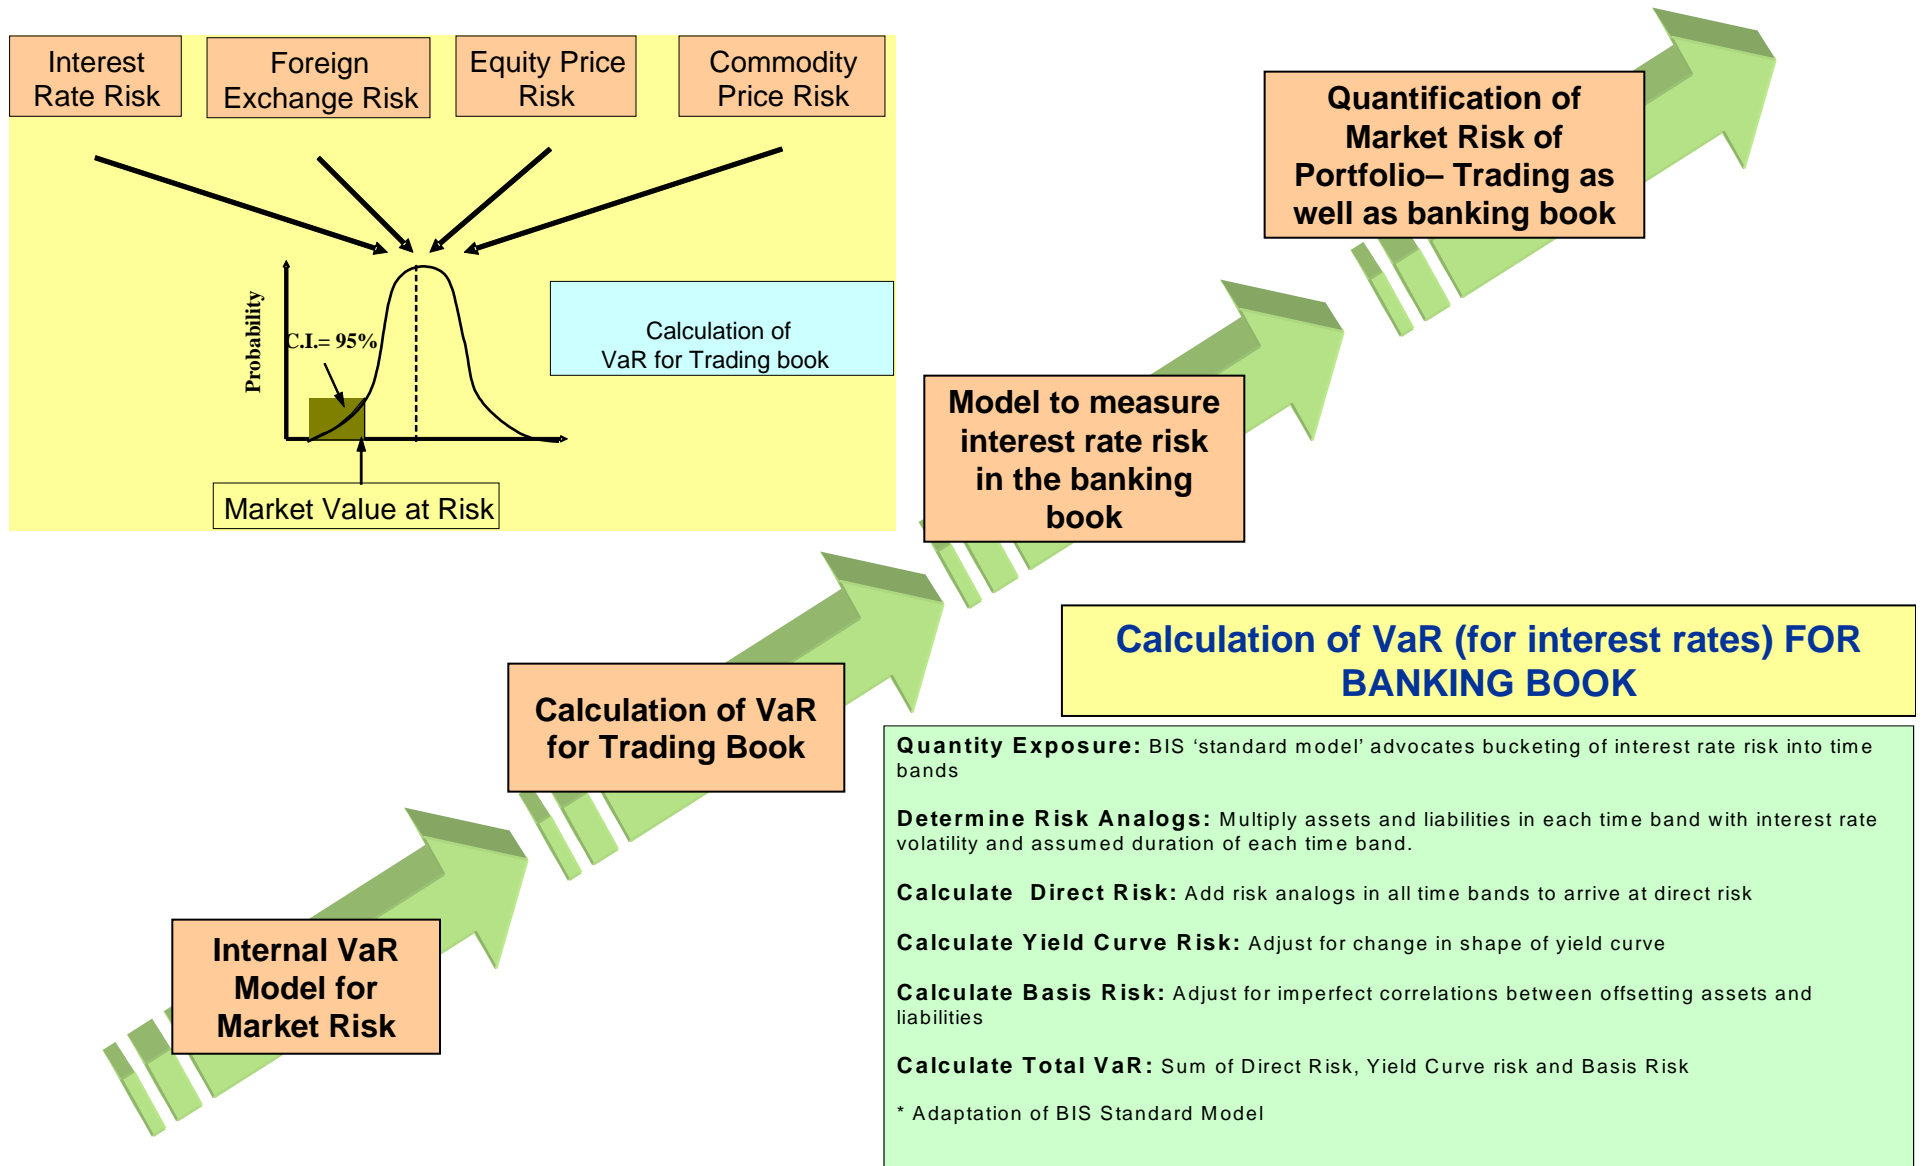 Interest
Rate Risk
Foreign
Exchange Risk
Equity Price
Risk
Commodity
Price Risk
Probability
C.I.= 95%
Calculation of
VaR for Trading book
Market Value at Risk
Quantification of
Market Risk of
Portfolio– Trading as
well as banking book
Model to measure
interest rate risk
in the banking
book
Calculation of VaR
for Trading Book
Internal VaR
Model for
Market Risk
Calculation of VaR (for interest rates) FOR
BANKING BOOK
Quantity Exposure: BIS ‘standard model’ advocates bucketing of interest rate risk into time
bands
Determine Risk Analogs: Multiply assets and liabilities in each time band with interest rate
volatility and assumed duration of each time band.
Calculate Direct Risk: Add risk analogs in all time bands to arrive at direct risk
Calculate Yield Curve Risk: Adjust for change in shape of yield curve
Calculate Basis Risk: Adjust for imperfect correlations between offsetting assets and
liabilities
Calculate Total VaR: Sum of Direct Risk, Yield Curve risk and Basis Risk
* Adaptation of BIS Standard Model